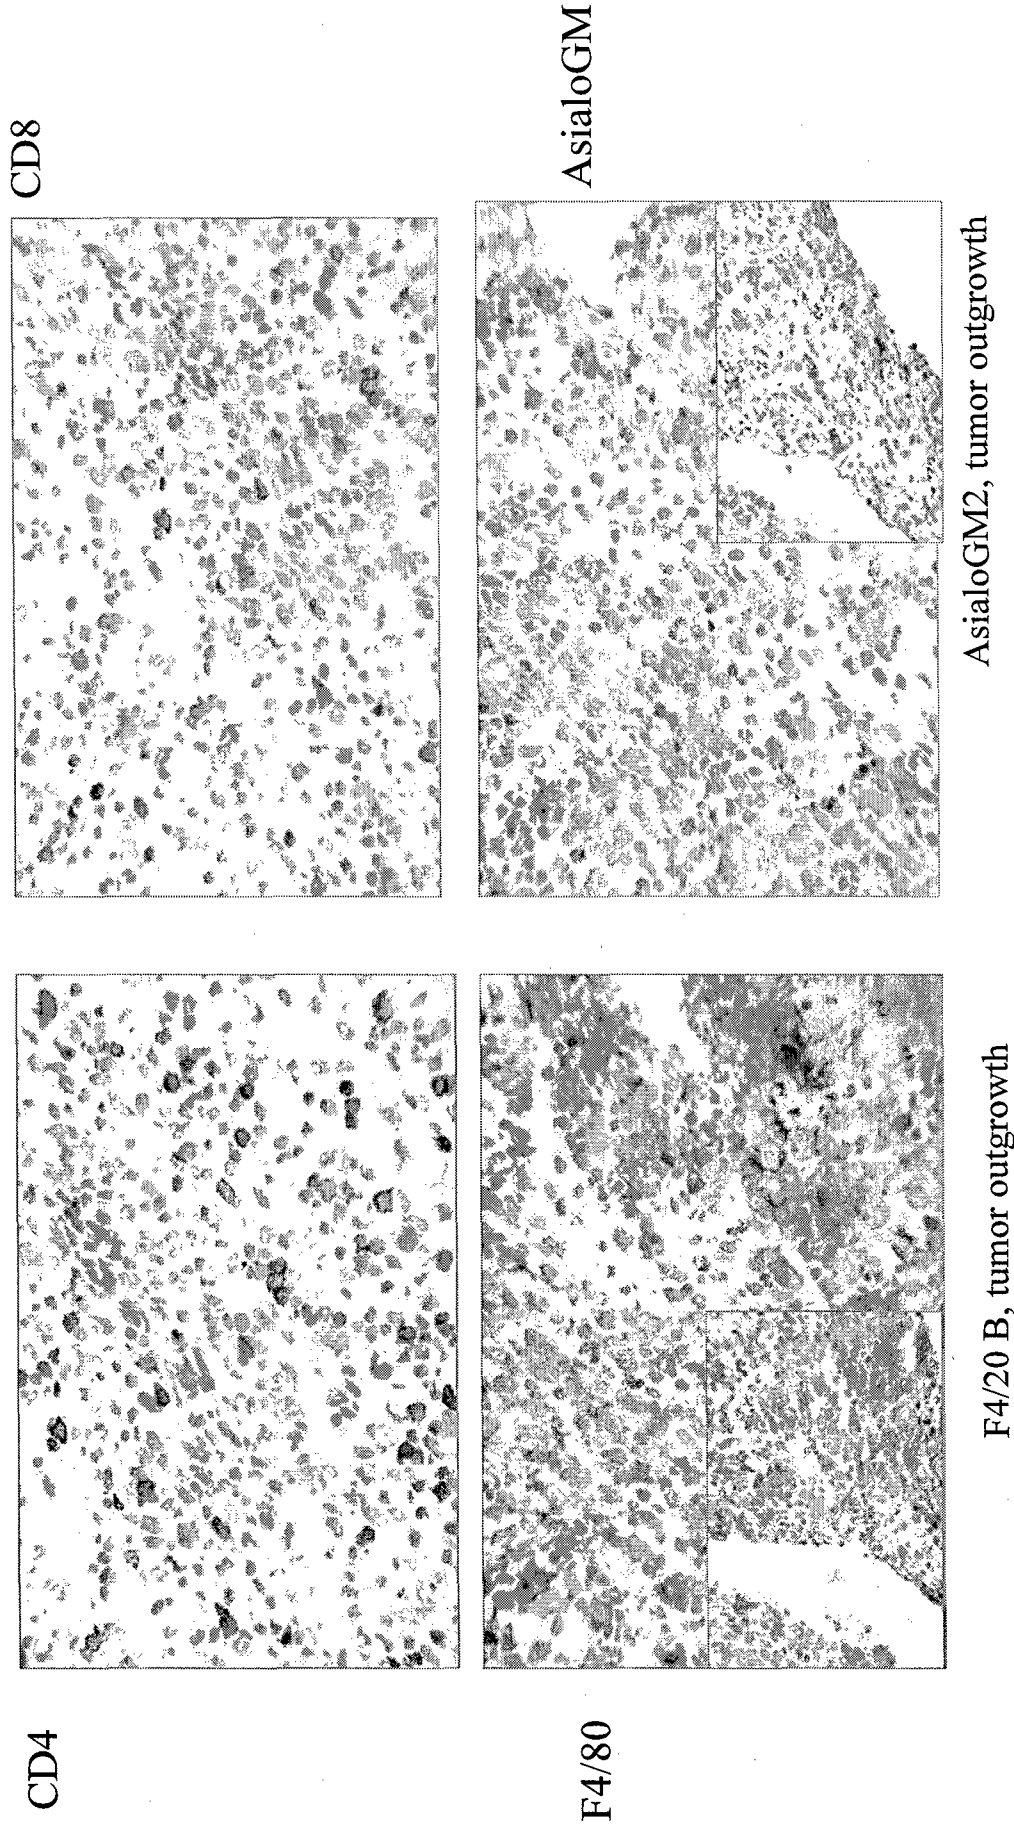 CD4
CD8
F4/80
AsialoGM
F4/20 B, tumor outgrowth
AsialoGM2, tumor outgrowth